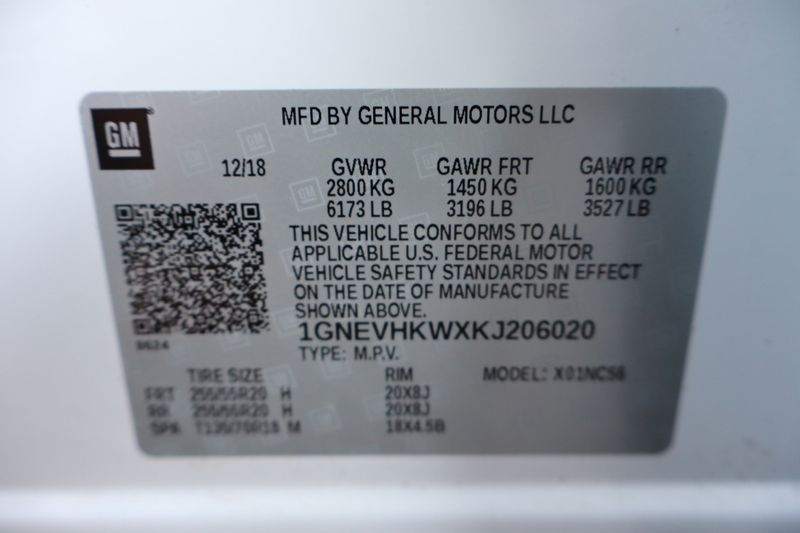 GM
MFD BY GENERAL MOTORS LLC
12/18 GVWR GAWR FRT GAWR RR
2800 KG 1450 KG 1600 KG
6173 LB 3196 LB 3527 LB
THIS VEHICLE CONFORMS TO ALL
APPLICABLE U.S. FEDERAL MOTOR
VEHICLE SAFETY STANDARDS IN EFFECT
ON THE DATE OF MANUFACTURE
SHOWN ABOVE.
8624
1GNEVHKWXKJ206020
TYPE: M.P.V.
TIRE SIZE RIM MODEL: X01NC56
FRT 255/55R20 H 20X8J
RR 255/55R20 H 20X8J
SPA T135/70R18 M 18X4.5B